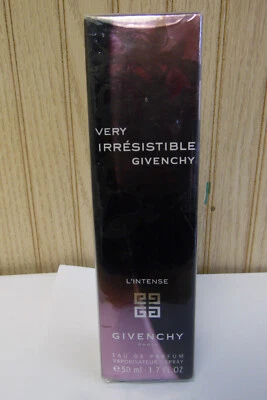 VERY
IRRÉSISTIBLE
GIVENCHY
L'INTENSE
GIVENCHY
PARIS
EAU DE PARFUM
VAPORISATEUR SPRAY
℮ 50 ml - 1.7 FL OZ